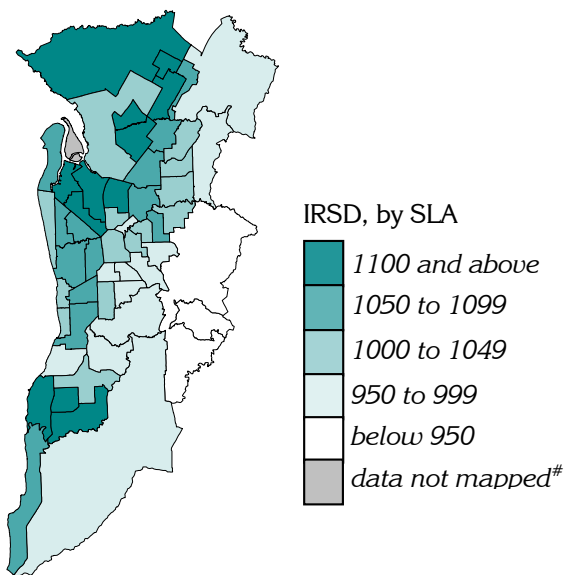 IRSD, by SLA
1100 and above
1050 to 1099
1000 to 1049
950 to 999
below 950
data not mapped#